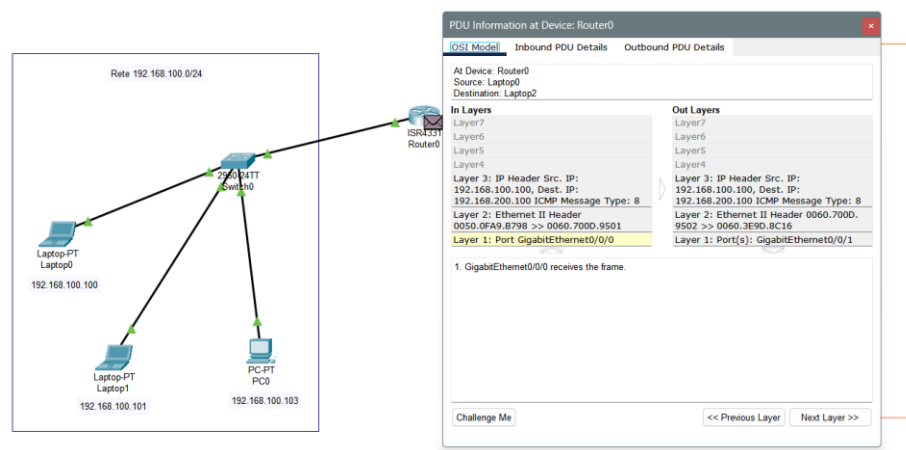 PDU Information at Device: Router0
OSI Model Inbound PDU Details Outbound PDU Details
At Device: Router0
Source: Laptop0
Destination: Laptop2
In Layers
Layer7
Layer6
Layer5
Layer4
Layer 3: IP Header Src. IP:
192.168.100.100, Dest. IP:
192.168.200.100 ICMP Message Type: 8
Layer 2: Ethernet II Header
0050.0FA9.B798 >> 0060.700D.9501
Layer 1: Port GigabitEthernet0/0/0
Out Layers
Layer7
Layer6
Layer5
Layer4
Layer 3: IP Header Src. IP:
192.168.100.100, Dest. IP:
192.168.200.100 ICMP Message Type: 8
Layer 2: Ethernet II Header 0060.700D.
9502 >> 0060.3E9D.8C16
Layer 1: Port(s): GigabitEthernet0/0/1
1. GigabitEthernet0/0/0 receives the frame.
Challenge Me
<< Previous Layer
Next Layer >>
Rete 192.168.100.0/24
Router0
Switch0
Laptop-PT
Laptop0
192.168.100.100
Laptop-PT
Laptop1
192.168.100.101
PC-PT
PC0
192.168.100.103